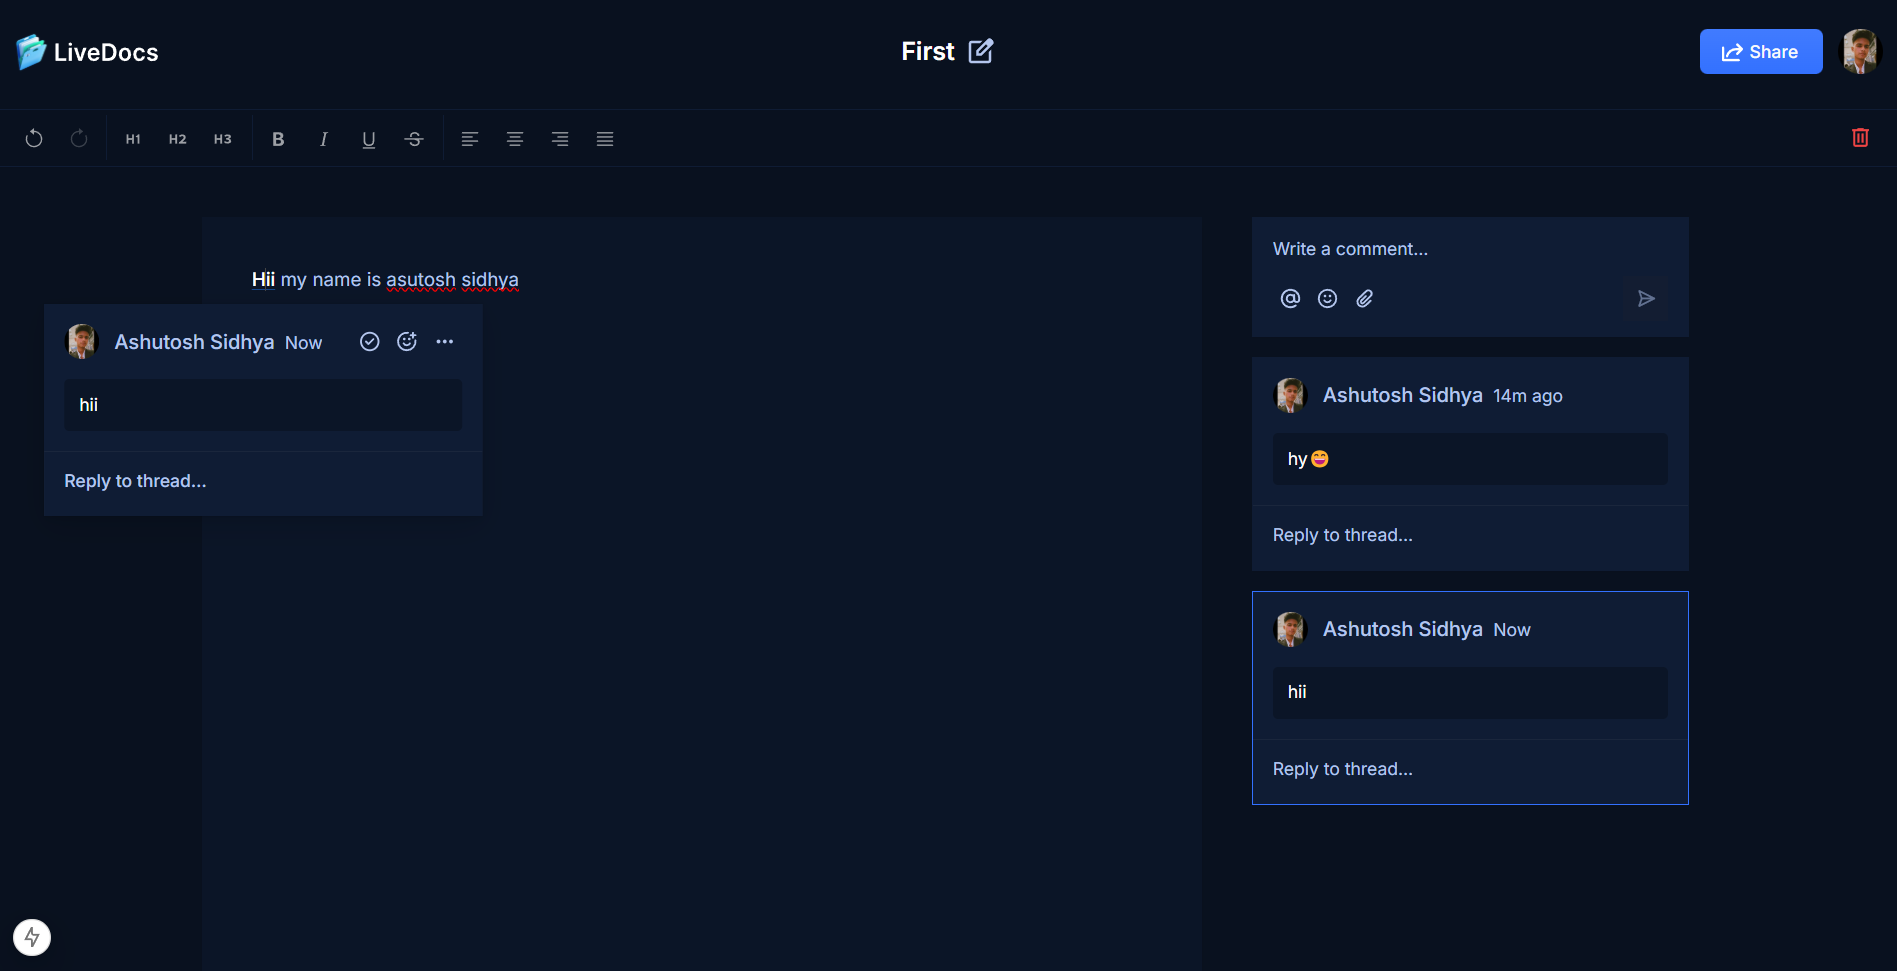 LiveDocs
First
Share
H1 H2 H3 B I U S
Hii my name is asutosh sidhya
Ashutosh Sidhya Now
hii
Reply to thread…
Write a comment…
Ashutosh Sidhya 14m ago
hy😄
Reply to thread…
Ashutosh Sidhya Now
hii
Reply to thread…